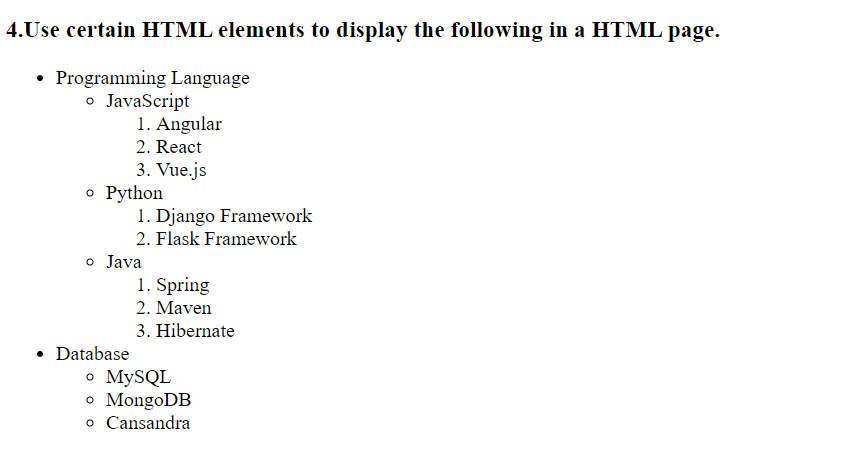 4.Use certain HTML elements to display the following in a HTML page.
• Programming Language
◦ JavaScript
1. Angular
2. React
3. Vue.js
◦ Python
1. Django Framework
2. Flask Framework
◦ Java
1. Spring
2. Maven
3. Hibernate
• Database
◦ MySQL
◦ MongoDB
◦ Cansandra